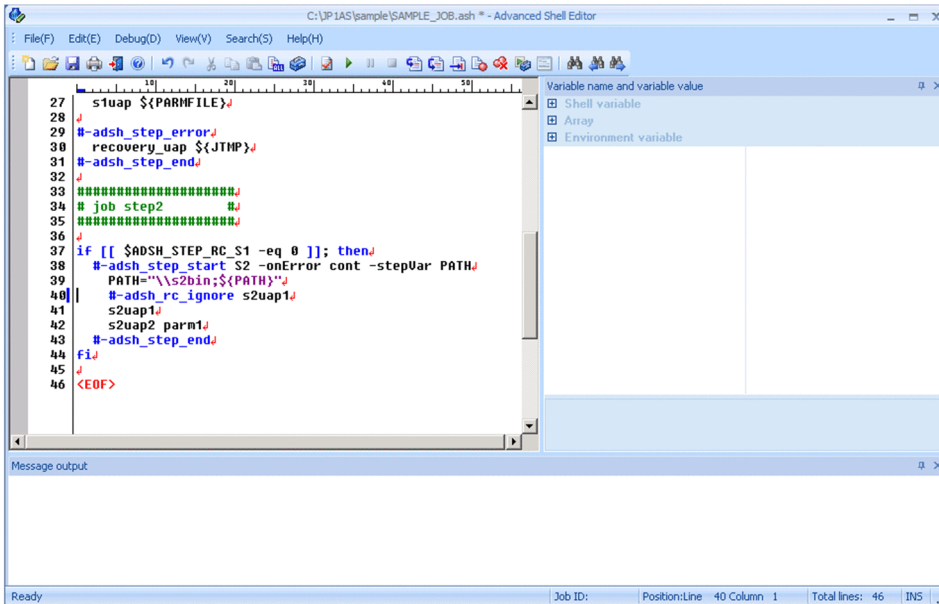 C:\JP1AS\sample\SAMPLE_JOB.ash * - Advanced Shell Editor
File(F) Edit(E) Debug(D) View(V) Search(S) Help(H)
10 20 30 40 50
27   s1uap ${PARMFILE}
28
29 #-adsh_step_error
30   recovery_uap ${JTMP}
31 #-adsh_step_end
32
33 ####################
34 # job step2        #
35 ####################
36
37 if [[ $ADSH_STEP_RC_S1 -eq 0 ]]; then
38   #-adsh_step_start S2 -onError cont -stepVar PATH
39     PATH="\\s2bin;${PATH}"
40     #-adsh_rc_ignore s2uap1
41     s2uap1
42     s2uap2 parm1
43   #-adsh_step_end
44 fi
45
46 <EOF>
Variable name and variable value
Shell variable
Array
Environment variable
Message output
Ready Job ID: Position:Line 40 Column 1 Total lines: 46 INS